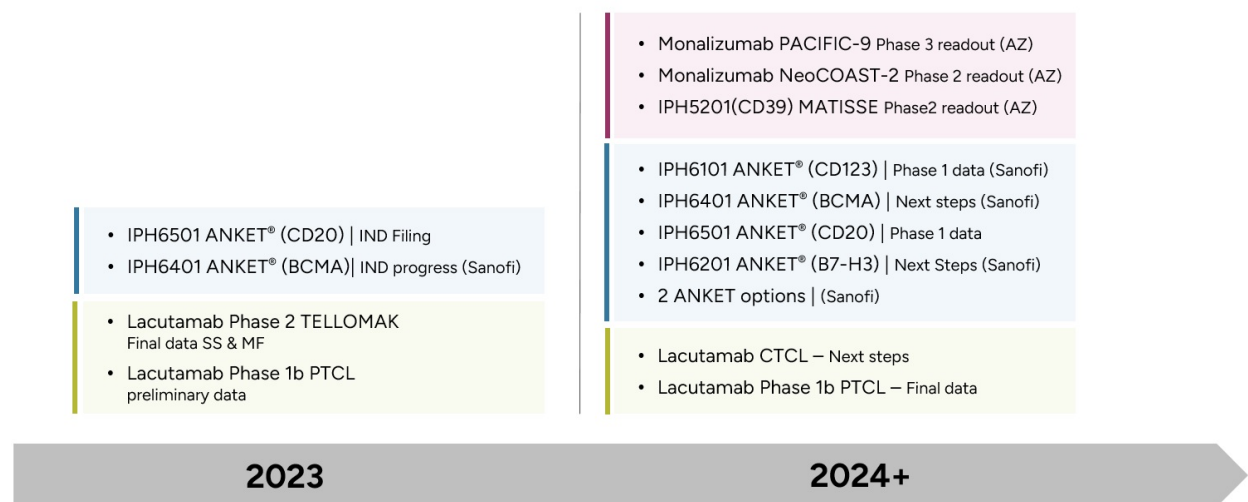 • Monalizumab PACIFIC-9 Phase 3 readout (AZ)
• Monalizumab NeoCOAST-2 Phase 2 readout (AZ)
• IPH5201(CD39) MATISSE Phase2 readout (AZ)
• IPH6501 ANKET® (CD20) | IND Filing
• IPH6401 ANKET® (BCMA)| IND progress (Sanofi)
• IPH6101 ANKET® (CD123) | Phase 1 data (Sanofi)
• IPH6401 ANKET® (BCMA) | Next steps (Sanofi)
• IPH6501 ANKET® (CD20) | Phase 1 data
• IPH6201 ANKET® (B7-H3) | Next Steps (Sanofi)
• 2 ANKET options | (Sanofi)
• Lacutamab Phase 2 TELLOMAK
Final data SS & MF
• Lacutamab Phase 1b PTCL
preliminary data
• Lacutamab CTCL – Next steps
• Lacutamab Phase 1b PTCL – Final data
2023
2024+